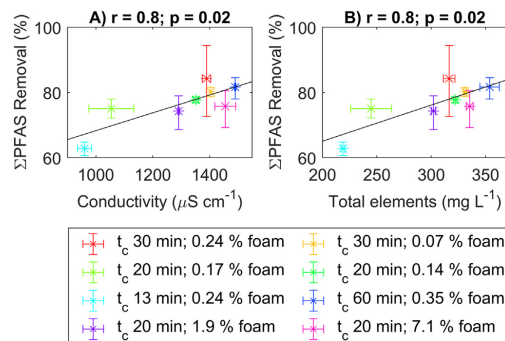 A) r = 0.8; p = 0.02
B) r = 0.8; p = 0.02
ΣPFAS Removal (%)
100
80
60
1000
1200
1400
Conductivity (μS cm⁻¹)
ΣPFAS Removal (%)
100
80
60
200
250
300
350
Total elements (mg L⁻¹)
t_c 30 min; 0.24 % foam
t_c 30 min; 0.07 % foam
t_c 20 min; 0.17 % foam
t_c 20 min; 0.14 % foam
t_c 13 min; 0.24 % foam
t_c 60 min; 0.35 % foam
t_c 20 min; 1.9 % foam
t_c 20 min; 7.1 % foam